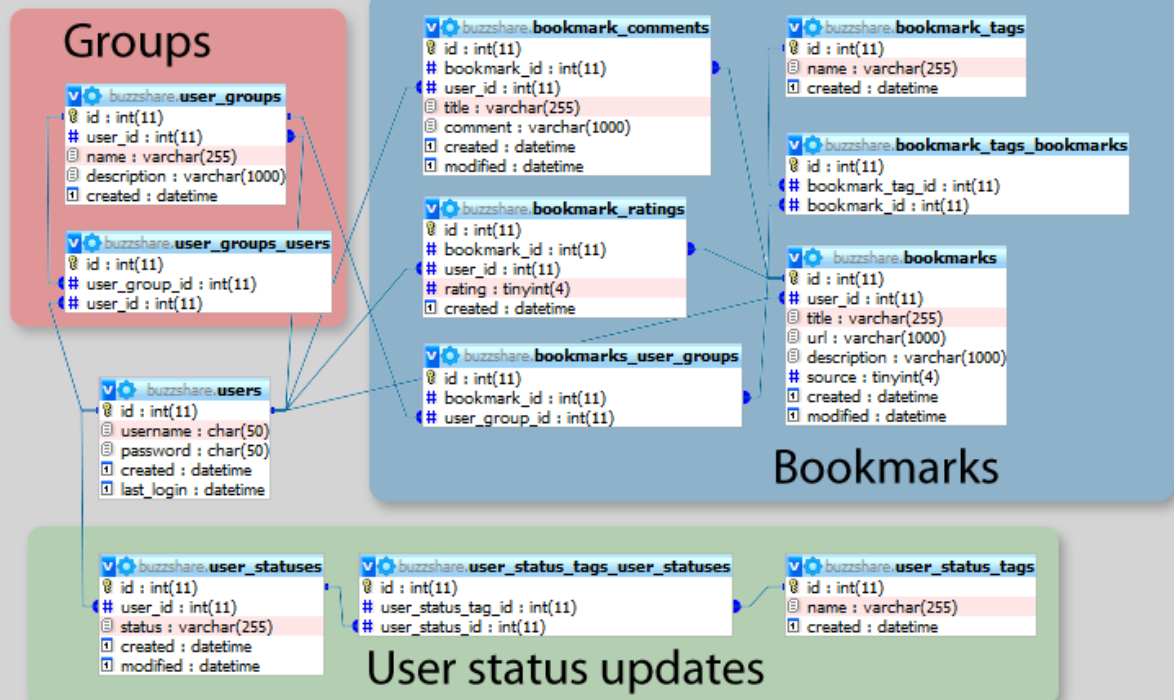 Groups
buzzshare.user_groups
id : int(11)
user_id : int(11)
name : varchar(255)
description : varchar(1000)
created : datetime
buzzshare.user_groups_users
id : int(11)
user_group_id : int(11)
user_id : int(11)
buzzshare.users
id : int(11)
username : char(50)
password : char(50)
created : datetime
last_login : datetime
buzzshare.bookmark_comments
id : int(11)
bookmark_id : int(11)
user_id : int(11)
title : varchar(255)
comment : varchar(1000)
created : datetime
modified : datetime
buzzshare.bookmark_ratings
id : int(11)
bookmark_id : int(11)
user_id : int(11)
rating : tinyint(4)
created : datetime
buzzshare.bookmarks_user_groups
id : int(11)
bookmark_id : int(11)
user_group_id : int(11)
buzzshare.bookmark_tags
id : int(11)
name : varchar(255)
created : datetime
buzzshare.bookmark_tags_bookmarks
id : int(11)
bookmark_tag_id : int(11)
bookmark_id : int(11)
buzzshare.bookmarks
id : int(11)
user_id : int(11)
title : varchar(255)
url : varchar(1000)
description : varchar(1000)
source : tinyint(4)
created : datetime
modified : datetime
Bookmarks
buzzshare.user_statuses
id : int(11)
user_id : int(11)
status : varchar(255)
created : datetime
modified : datetime
buzzshare.user_status_tags_user_statuses
id : int(11)
user_status_tag_id : int(11)
user_status_id : int(11)
buzzshare.user_status_tags
id : int(11)
name : varchar(255)
created : datetime
User status updates